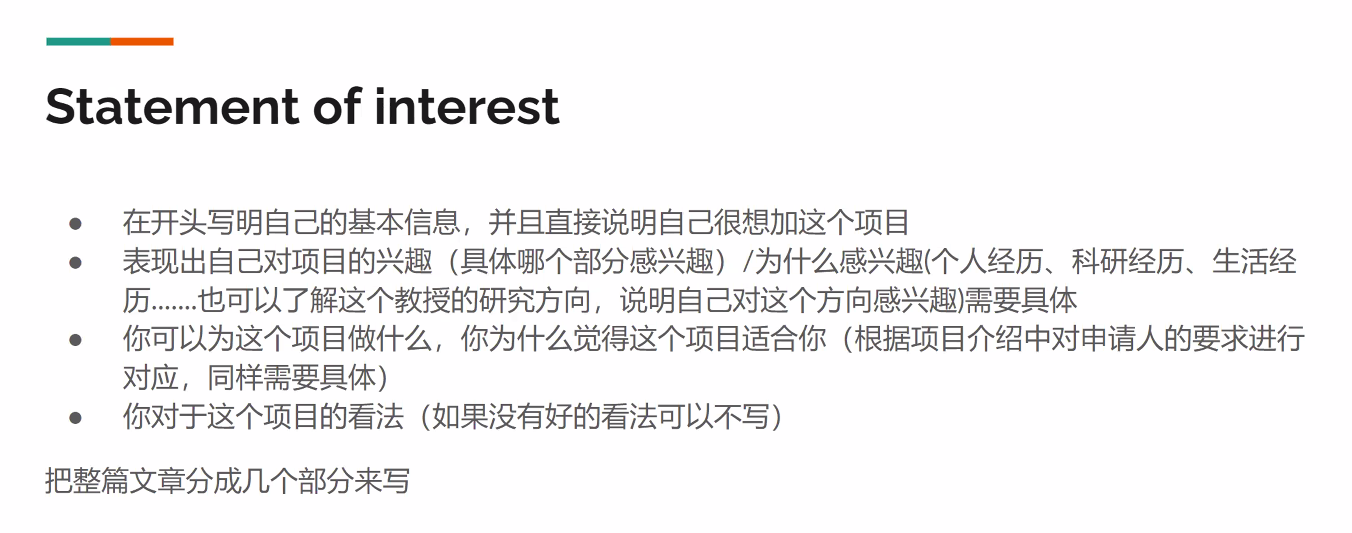 Statement of interest
● 在开头写明自己的基本信息，并且直接说明自己很想加这个项目
● 表现出自己对项目的兴趣（具体哪个部分感兴趣）/为什么感兴趣(个人经历、科研经历、生活经
历.......也可以了解这个教授的研究方向，说明自己对这个方向感兴趣)需要具体
● 你可以为这个项目做什么，你为什么觉得这个项目适合你（根据项目介绍中对申请人的要求进行
对应，同样需要具体）
● 你对于这个项目的看法（如果没有好的看法可以不写）
把整篇文章分成几个部分来写